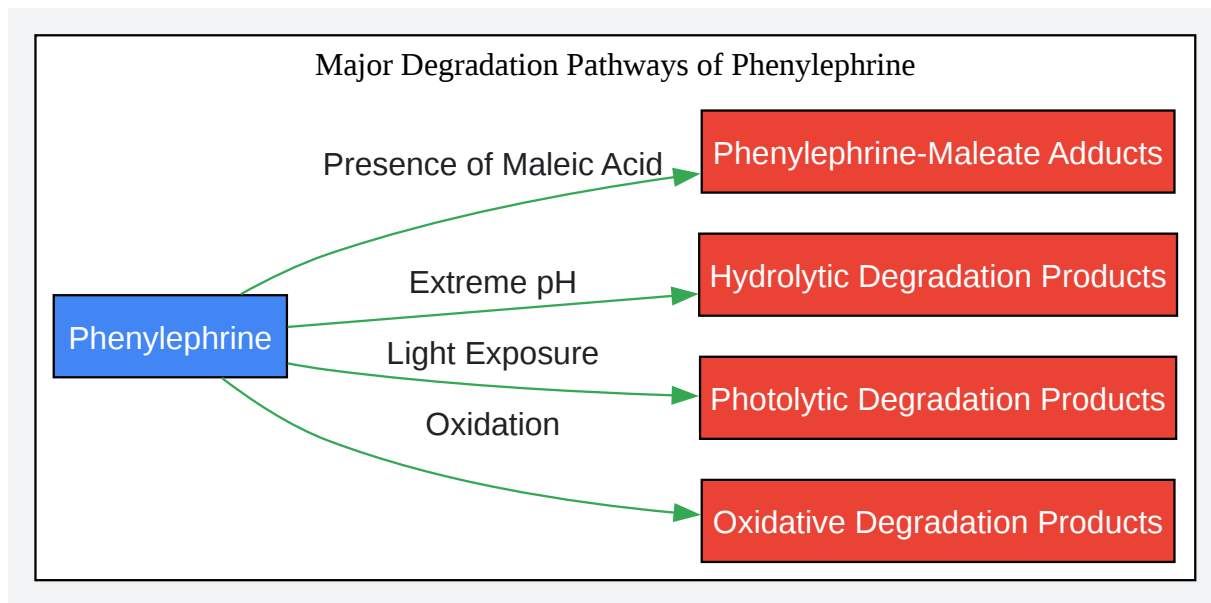 Major Degradation Pathways of Phenylephrine
Presence of Maleic Acid
Phenylephrine-Maleate Adducts
Extreme pH
Hydrolytic Degradation Products
Phenylephrine
Light Exposure
Photolytic Degradation Products
Oxidation
Oxidative Degradation Products